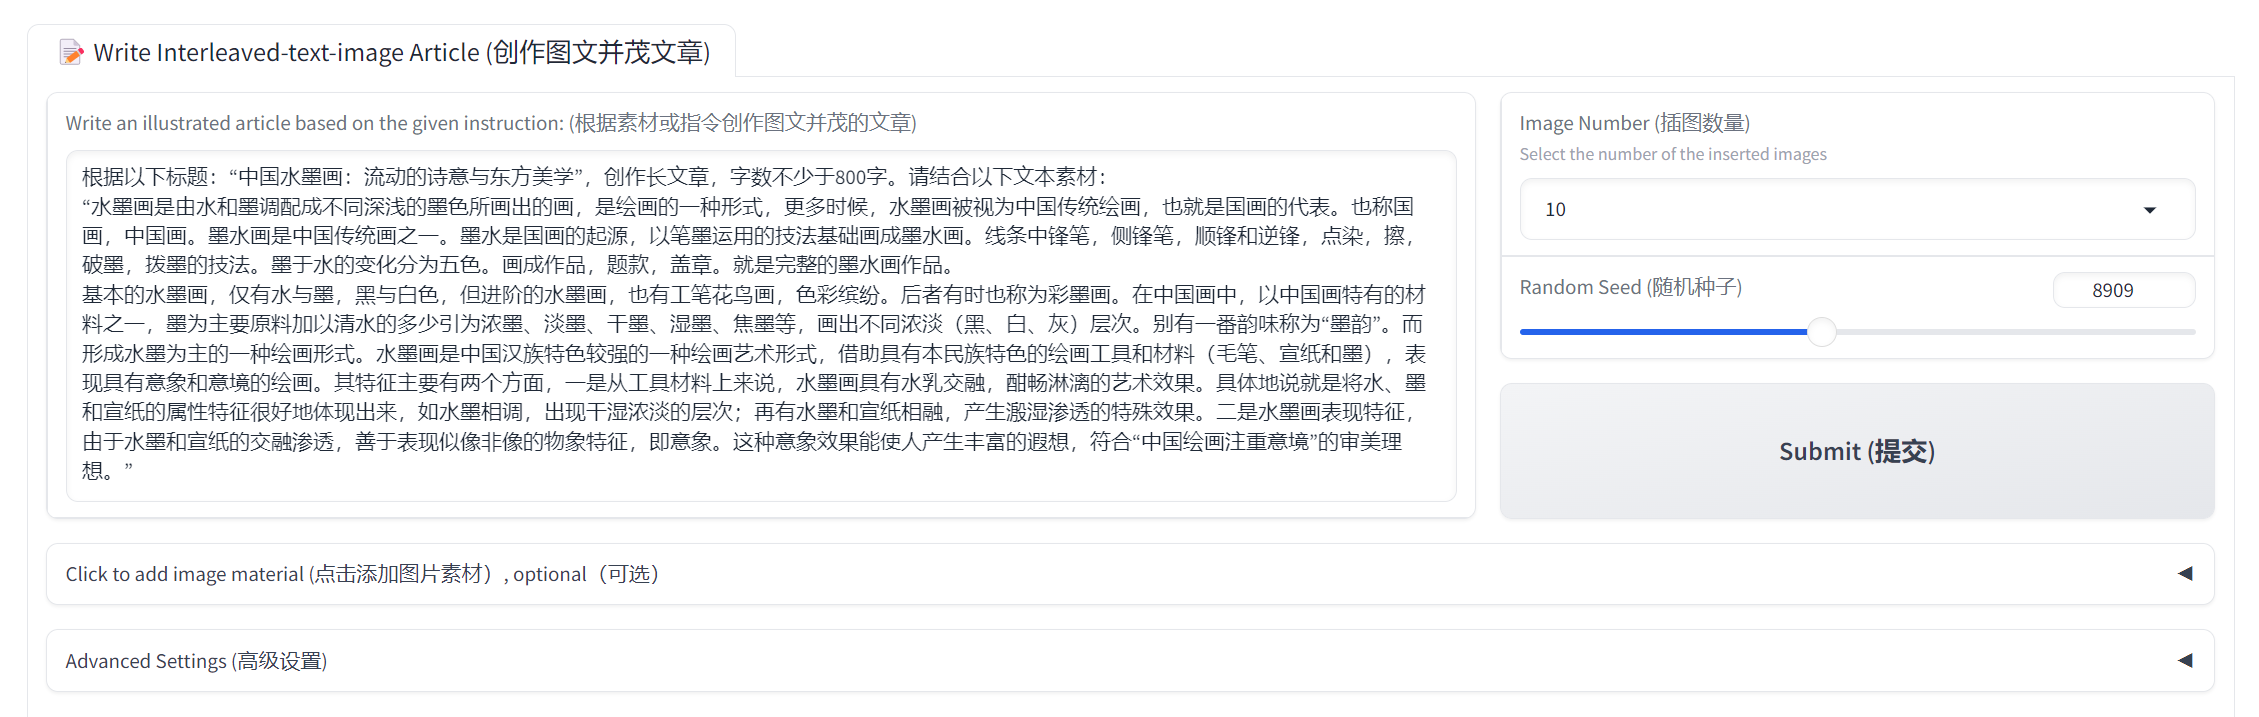 Write Interleaved-text-image Article (创作图文并茂文章)
Write an illustrated article based on the given instruction: (根据素材或指令创作图文并茂的文章)
根据以下标题：“中国水墨画：流动的诗意与东方美学”，创作长文章，字数不少于800字。请结合以下文本素材：
“水墨画是由水和墨调配成不同深浅的墨色所画出的画，是绘画的一种形式，更多时候，水墨画被视为中国传统绘画，也就是国画的代表。也称国
画，中国画。墨水画是中国传统画之一。墨水是国画的起源，以笔墨运用的技法基础画成墨水画。线条中锋笔，侧锋笔，顺锋和逆锋，点染，擦，
破墨，拨墨的技法。墨于水的变化分为五色。画成作品，题款，盖章。就是完整的墨水画作品。
基本的水墨画，仅有水与墨，黑与白色，但进阶的水墨画，也有工笔花鸟画，色彩缤纷。后者有时也称为彩墨画。在中国画中，以中国画特有的材
料之一，墨为主要原料加以清水的多少引为浓墨、淡墨、干墨、湿墨、焦墨等，画出不同浓淡（黑、白、灰）层次。别有一番韵味称为“墨韵”。而
形成水墨为主的一种绘画形式。水墨画是中国汉族特色较强的一种绘画艺术形式，借助具有本民族特色的绘画工具和材料（毛笔、宣纸和墨），表
现具有意象和意境的绘画。其特征主要有两个方面，一是从工具材料上来说，水墨画具有水乳交融，酣畅淋漓的艺术效果。具体地说就是将水、墨
和宣纸的属性特征很好地体现出来，如水墨相调，出现干湿浓淡的层次；再有水墨和宣纸相融，产生洇湿渗透的特殊效果。二是水墨画表现特征，
由于水墨和宣纸的交融渗透，善于表现似像非像的物象特征，即意象。这种意象效果能使人产生丰富的遐想，符合“中国绘画注重意境”的审美理
想。”
Image Number (插图数量)
Select the number of the inserted images
10
Random Seed (随机种子)
8909
Submit (提交)
Click to add image material (点击添加图片素材）, optional（可选）
Advanced Settings (高级设置)